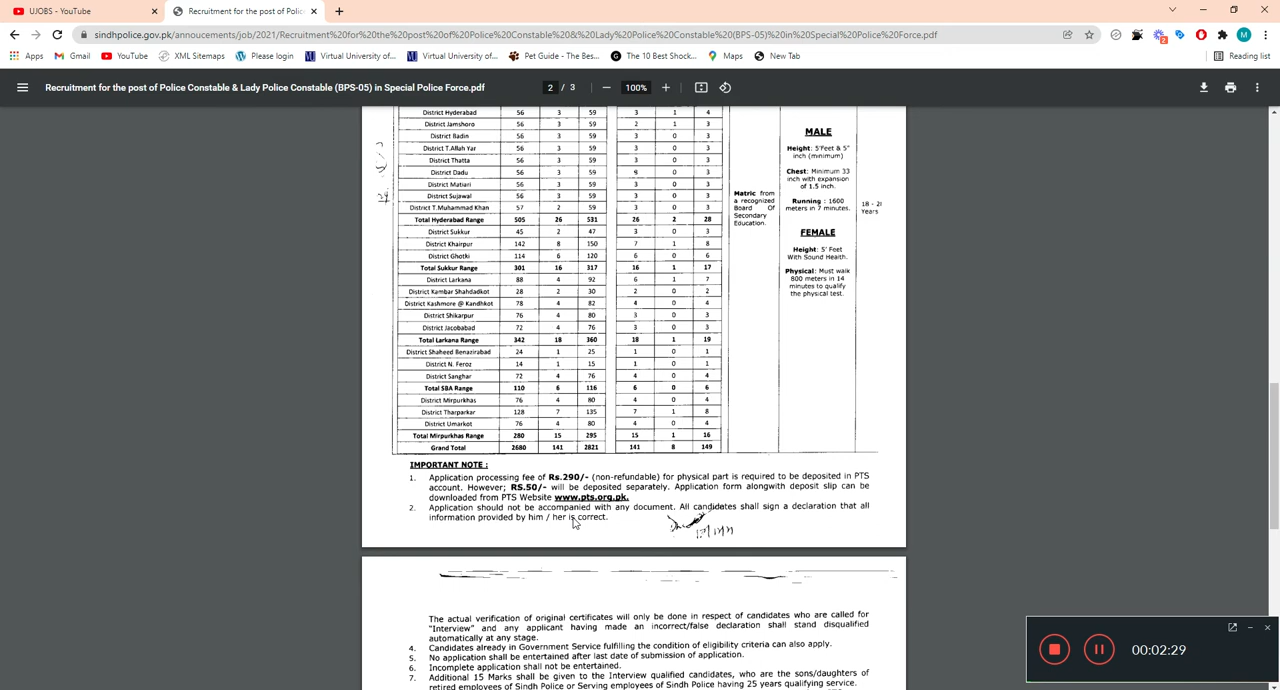 UJOBS - YouTube
Recruitment for the post of Polic
sindhpolice.gov.pk/annoucements/job/2021/Recruitment%20for%20the%20post%20of%20Police%20Constable%20&%20Lady%20Police%20Constable%20(BPS-05)%20in%20Special%20Police%20Force.pdf
M
Apps Gmail YouTube XML Sitemaps Please login Virtual University of... Virtual University of... Pet Guide - The Bes... The 10 Best Shock... Maps New Tab Reading list
Recruitment for the post of Police Constable & Lady Police Constable (BPS-05) in Special Police Force.pdf 2 / 3 100%
District Hyderabad 56 3 59 3 1 4
District Jamshoro 56 3 59 2 1 3
District Badin 56 3 59 3 0 3
District T.Allah Yar 56 3 59 3 0 3
District Thatta 56 3 59 3 0 3
District Dadu 56 3 59 0 3
District Matiari 56 3 59 3 0 3
District Sujawal 56 3 59 3 0 3
District T.Muhammad Khan 57 2 59 3 0 3
Total Hyderabad Range 505 26 531 26 2 28
District Sukkur 45 2 47 3 0 3
District Khairpur 142 8 150 7 1 8
District Ghotki 114 6 120 6 0 6
Total Sukkur Range 301 16 317 16 1 17
District Larkana 88 4 92 6 1 7
District Kambar Shahdadkot 28 2 30 2 0 2
District Kashmore @ Kandhkot 78 4 82 4 0 4
District Shikarpur 76 4 80 3 0 3
District Jacobabad 72 4 76 3 0 3
Total Larkana Range 342 18 360 18 1 19
District Shaheed Benazirabad 24 1 25 1 0 1
District N. Feroz 14 1 15 1 0 1
District Sanghar 72 4 76 4 0 4
Total SBA Range 110 6 116 6 0 6
District Mirpurkhas 76 4 80 4 0 4
District Tharparkar 128 7 135 7 1 8
District Umarkot 76 4 80 4 0 4
Total Mirpurkhas Range 280 15 295 15 1 16
Grand Total 2680 141 2821 141 8 149
Matric from
a recognized
Board Of
Secondary
Education.
MALE
Height: 5'Feet & 5"
inch (minimum)
Chest: Minimum 33
inch with expansion
of 1.5 inch.
Running : 1600
meters in 7 minutes.
FEMALE
Height: 5' Feet
With Sound Health.
Physical: Must walk
800 meters in 14
minutes to qualify
the physical test.
18 - 28
Years
IMPORTANT NOTE :
1. Application processing fee of Rs.290/- (non-refundable) for physical part is required to be deposited in PTS
account. However; RS.50/- will be deposited separately. Application form alongwith deposit slip can be
downloaded from PTS Website www.pts.org.pk.
2. Application should not be accompanied with any document. All candidates shall sign a declaration that all
information provided by him / her is correct.
The actual verification of original certificates will only be done in respect of candidates who are called for
"Interview" and any applicant having made an incorrect/false declaration shall stand disqualified
automatically at any stage.
4. Candidates already in Government Service fulfilling the condition of eligibility criteria can also apply.
5. No application shall be entertained after last date of submission of application.
6. Incomplete application shall not be entertained.
7. Additional 15 Marks shall be given to the Interview qualified candidates, who are the sons/daughters of
retired employees of Sindh Police or Serving employees of Sindh Police having 25 years qualifying service.
00:02:29